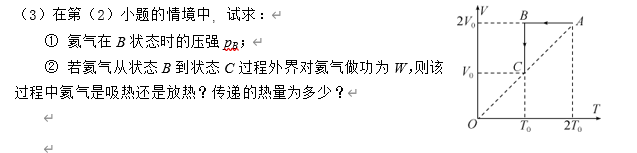 （3）在第（2）小题的情境中，试求：
① 氦气在 B 状态时的压强 pB；
② 若氦气从状态 B 到状态 C 过程外界对氦气做功为 W,则该
过程中氦气是吸热还是放热？传递的热量为多少？
V
2V₀
B
A
V₀
C
T
O
T₀
2T₀